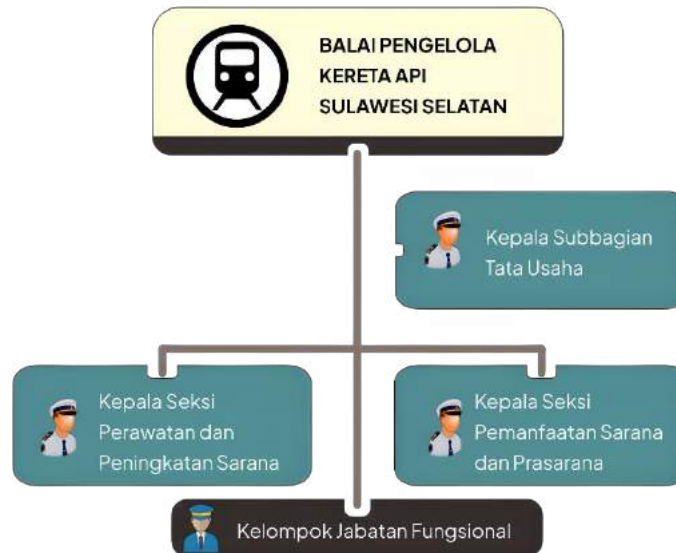 BALAI PENGELOLA
KERETA API
SULAWESI SELATAN
Kepala Subbagian
Tata Usaha
Kepala Seksi
Perawatan dan
Peningkatan Sarana
Kepala Seksi
Pemanfaatan Sarana
dan Prasarana
Kelompok Jabatan Fungsional